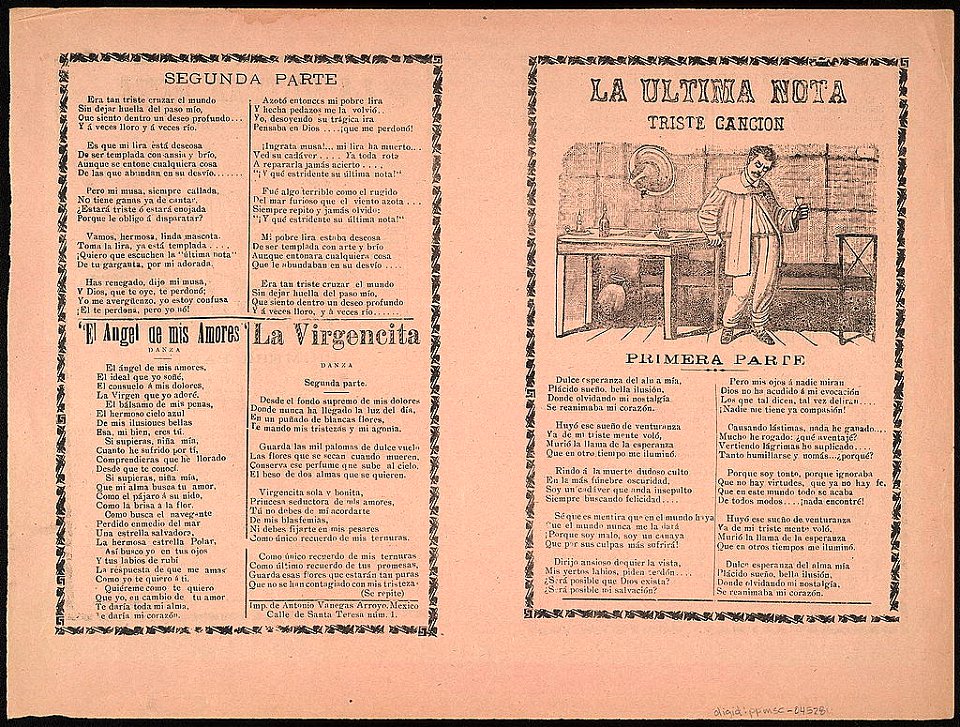 SEGUNDA PARTE
Era tan triste cruzar el mundo
Sin dejar huella del paso mío,
Que siento dentro un deseo profundo...
Y á veces lloro y á veces río.
Es que mi lira está deseosa
De ser templada con ansia y brío,
Aunque se entone cualquiera cosa
De las que abundan en su desvío.......
Pero mi musa, siempre callada,
No tiene ganas ya de cantar,
¿Estará triste ó estará enojada
Porque le obligo á disparatar?
Vamos, hermosa, linda mascota.
Toma la lira, ya está templada ....
¡Quiero que escuchen la "última nota"
De tu garganta, por mi adorada.
Has renegado, dijo mi musa,
Y Dios, que te oye, te perdonó;
Yo me avergüenzo, yo estoy confusa
¡El te perdona, pero yo nó!
Azotó entonces mi pobre lira
Y hecha pedazos me la volvió.
Yo, desoyendo su trágica ira
Pensaba en Dios ....¡que me perdonó!
¡Ingrata musa!... mi lira ha muerto...
Ved su cadáver .... Ya toda rota
A repararla jamás acierto ....
"¡Y qué estridente su última nota!"
Fué algo terrible como el rugido
Del mar furioso que el viento azota ...
Siempre repito y jamás olvido:
"¡Y qué estridente su última nota!"
Mi pobre lira estaba deseosa
De ser templada con arte y brío
Aunque entonara cualquiera cosa
Que le abundaban en su desvío ....
Era tan triste cruzar el mundo
Sin dejar huella del paso mío,
Que siento dentro un deseo profundo
Y á veces lloro, y á veces río......
"El Angel de mis Amores"
DANZA
El ángel de mis amores,
El ideal que yo soñé,
El consuelo á mis dolores,
La Virgen que yo adoré.
El bálsamo de mis penas,
El hermoso cielo azul
De mis ilusiones bellas
Esa, mi bien, eres tú.
Si supieras, niña mía,
Cuanto he sufrido por tí,
Comprendieras que he llorado
Desde que te conocí.
Si supieras, niña mía,
Que mi alma busca tu amor,
Como el pájaro á su nido,
Como la brisa á la flor.
Como busca el navegante
Perdido enmedio del mar
Una estrella salvadora,
La hermosa estrella Polar,
Así busco yo en tus ojos
Y tus labios de rubí
La respuesta de que me amas
Como yo te quiero á tí.
Quiéreme como te quiero
Que yo, en cambio de tu amor
Te daría toda mi alma,
Te daría mi corazón.
La Virgencita
DANZA
Segunda parte.
Desde el fondo supremo de mis dolores
Donde nunca ha llegado la luz del día,
En un puñado de blancas flores,
Te mando mis tristezas y mi agonía.
Guarda las mil palomas de dulce vuelo
Las flores que se secan cuando mueren.
Conserva ese perfume que sube al cielo.
El beso de dos almas que se quieren.
Virgencita sola y bonita,
Princesa seductora de mis amores,
Tú no debes de mi acordarte
De mis blasfemias,
Ni debes fijarte en mis pesares
Como único recuerdo de mis ternuras.
Como único recuerdo de mis ternuras
Como último recuerdo de tus promesas,
Guarda esas flores que estarán tan puras
Que no se han contagiado con mis tristezas.
(Se repite)
Imp. de Antonio Vanegas Arroyo. México
Calle de Santa Teresa núm. 1.
LA ULTIMA NOTA
TRISTE CANCION
PRIMERA PARTE
Dulce esperanza del alma mía,
Plácido sueño, bella ilusión,
Donde olvidando mi nostalgía
Se reanimaba mi corazón.
Huyó ese sueño de venturanza
Ya de mi triste mente voló,
Murió la llama de la esperanza
Que en otro tiempo me iluminó.
Rindo á la muerte dudoso culto
En la más fúnebre oscuridad,
Soy un cadáver que anda insepulto
Siempre buscando felicidad ....
Sé que es mentira que en el mundo haya
que el mundo nunca me la dará
¡Porque soy malo, soy un canaya
Que por sus culpas más sufrirá!
Dirijo ansioso doquier la vista,
Mis yertos labios, piden perdón....
¿Será posible que Dios exista?
¿Será posible mi salvación?
Pero mis ojos á nadie miran
Dios no ha acudido á mi evocación
Los que tal dicen, tal vez deliran....
¡Nadie me tiene ya compasión!
Causando lástimas, nada he ganado....
Mucho he rogado: ¿qué aventajé?
Vertiendo lágrimas he suplicado
Tanto humillarse y nomás...¿porqué?
Porque soy tonto, porque ignoraba
Que no hay virtudes, que ya no hay fe,
Que en este mundo todo se acaba
De todos modos.... ¡nada encontré!
Huyó ese sueño de venturanza
Ya de mi triste mente voló,
Murió la llama de la esperanza
Que en otros tiempos me iluminó.
Dulce esperanza del alma mía
Plácido sueño, bella ilusión,
Donde olvidando mi nostalgía,
Se reanimaba mi corazón.
digid: ppmsc-04528